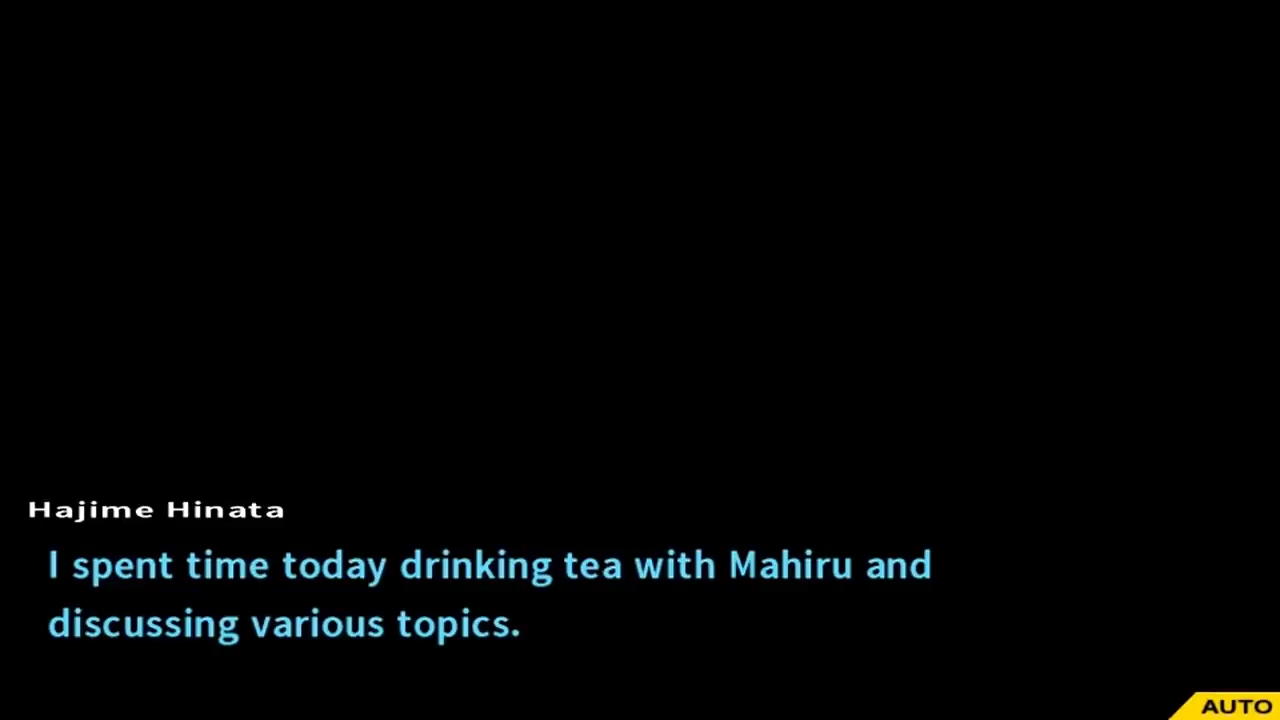 Hajime Hinata
I spent time today drinking tea with Mahiru and
discussing various topics.
AUTO